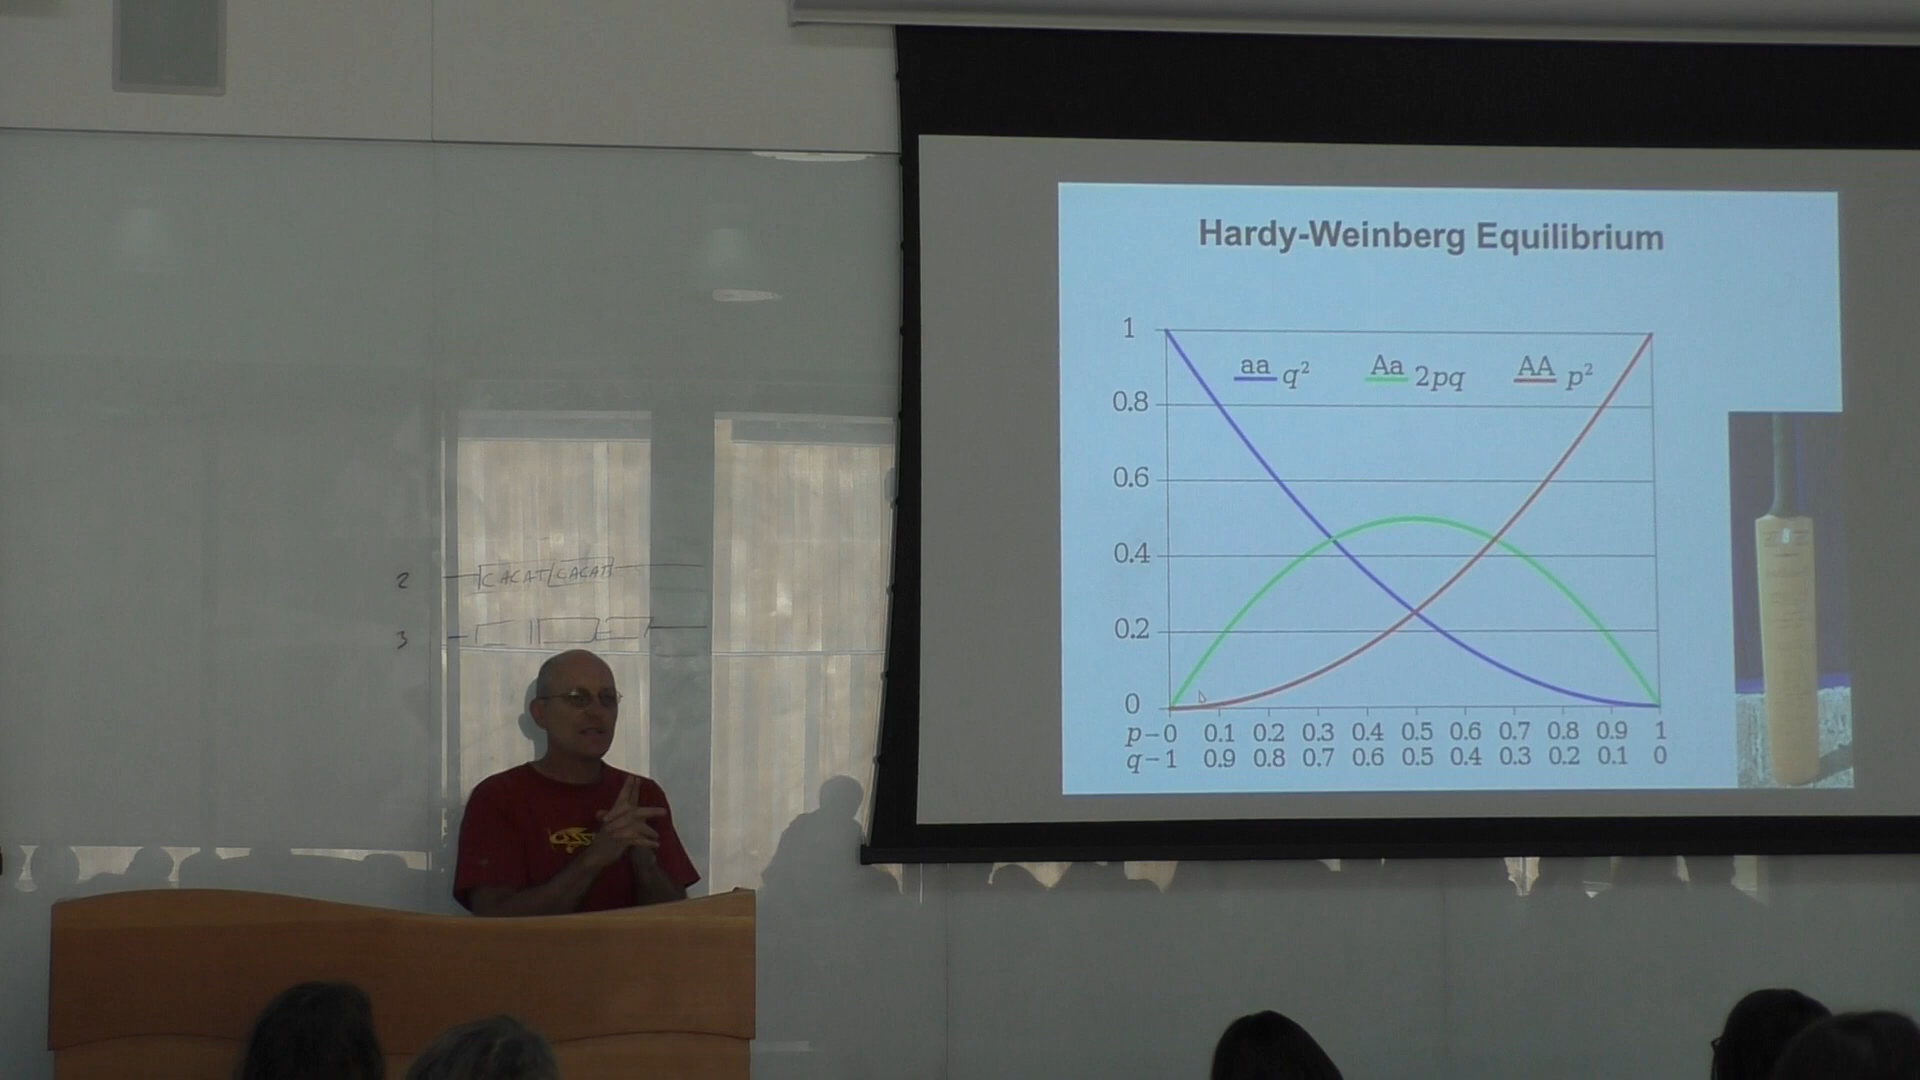 Hardy-Weinberg Equilibrium
1
aa q² Aa 2pq AA p²
0.8
0.6
0.4
0.2
0
p-0 0.1 0.2 0.3 0.4 0.5 0.6 0.7 0.8 0.9 1
q-1 0.9 0.8 0.7 0.6 0.5 0.4 0.3 0.2 0.1 0
2 CACAT CACAT
3